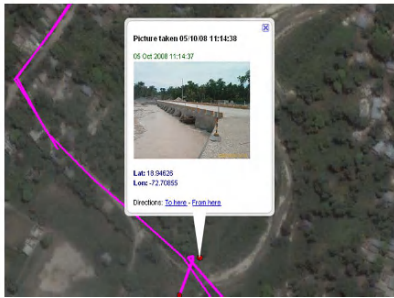 Picture taken 05/10/08 11:14:38
05 Oct 2008 11:14:37
Lat: 18.94626
Lon: -72.70855
Directions: To here - From here